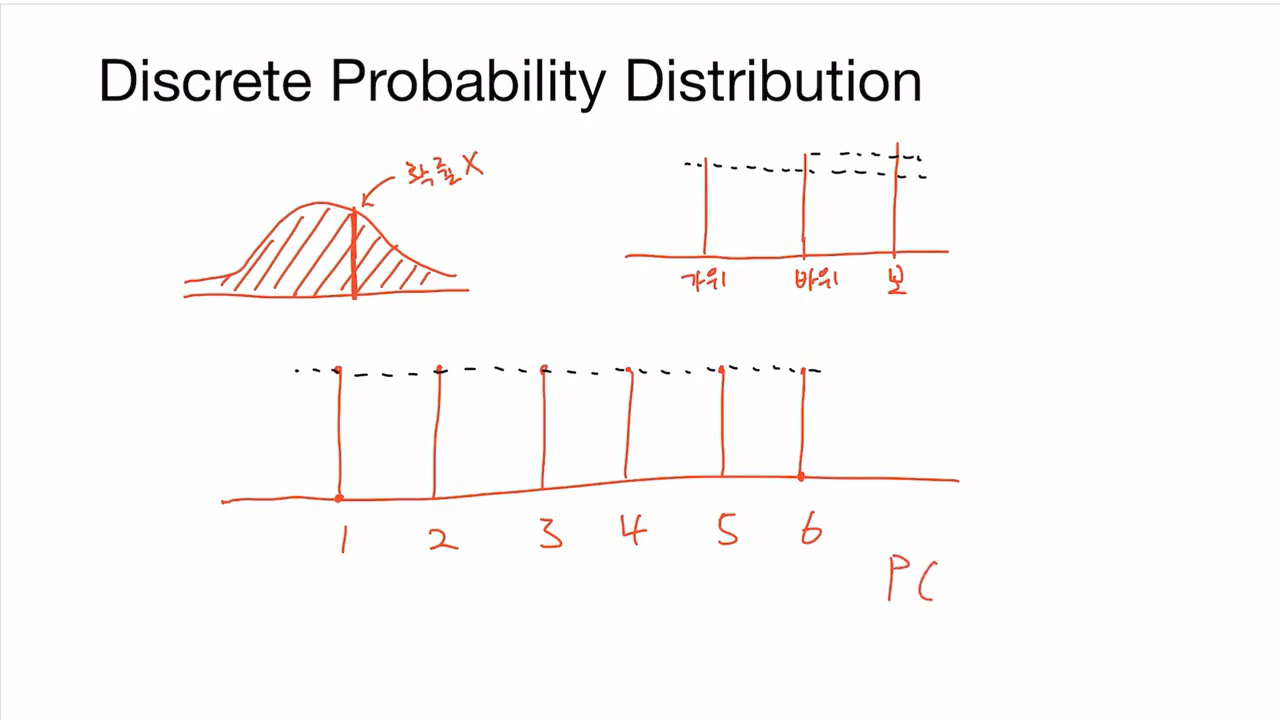 Discrete Probability Distribution
확률 X
가위 바위 보
1 2 3 4 5 6
P(